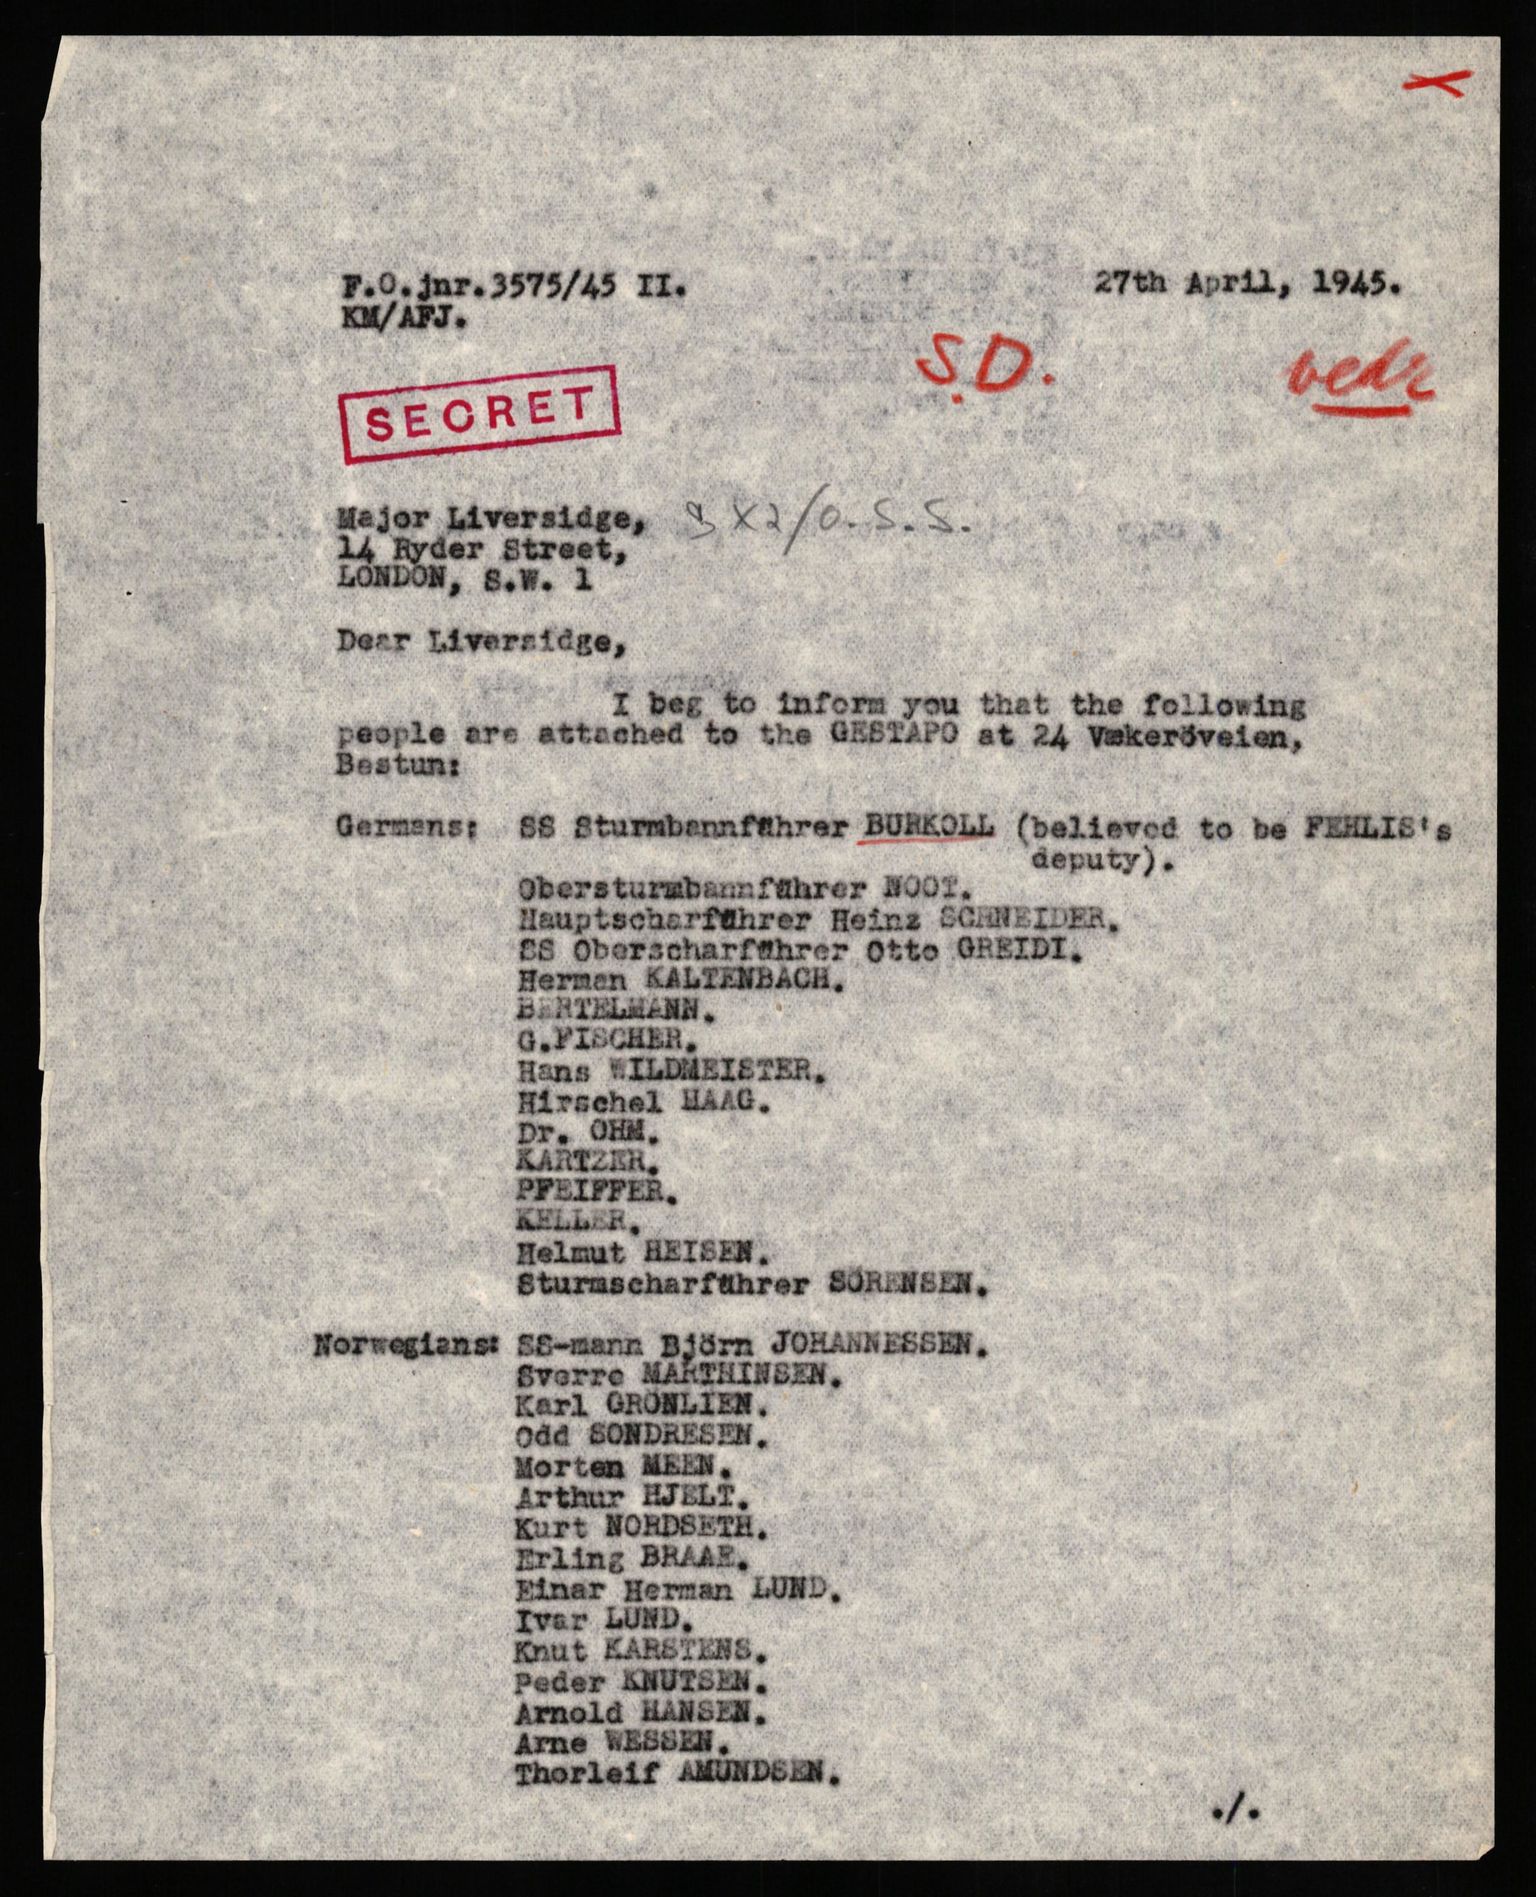 F.O.jnr.3575/45 II.
27th April, 1945.
KM/AFJ.
S.D.
SECRET
Major Liversidge, X2/O.S.S.
14 Ryder Street,
LONDON, S.W. 1
Dear Liversidge,
I beg to inform you that the following
people are attached to the GESTAPO at 24 Vækeröveien,
Bestun:
Germans: SS Sturmbannführer BURKOLL (believed to be FEHLIS's
deputy).
Obersturmbannführer NOOT.
Hauptscharführer Heinz SCHNEIDER.
SS Oberscharführer Otto GREIDI.
Herman KALTENBACH.
BERTELMANN.
G.FISCHER.
Hans WILDMEISTER.
Hirschel HAAG.
Dr. OHM.
KARTZER.
PFEIFFER.
KELLER.
Helmut HEISEN.
Sturmscharführer SÖRENSEN.
Norwegians: SS-mann Björn JOHANNESSEN.
Sverre MARTHINSEN.
Karl GRÖNLIEN.
Odd SONDRESEN.
Morten MEEN.
Arthur HJELT.
Kurt NORDSETH.
Erling BRAAE.
Einar Herman LUND.
Ivar LUND.
Knut KARSTENS.
Peder KNUTSEN.
Arnold HANSEN.
Arne WESSEN.
Thorleif AMUNDSEN.
./.